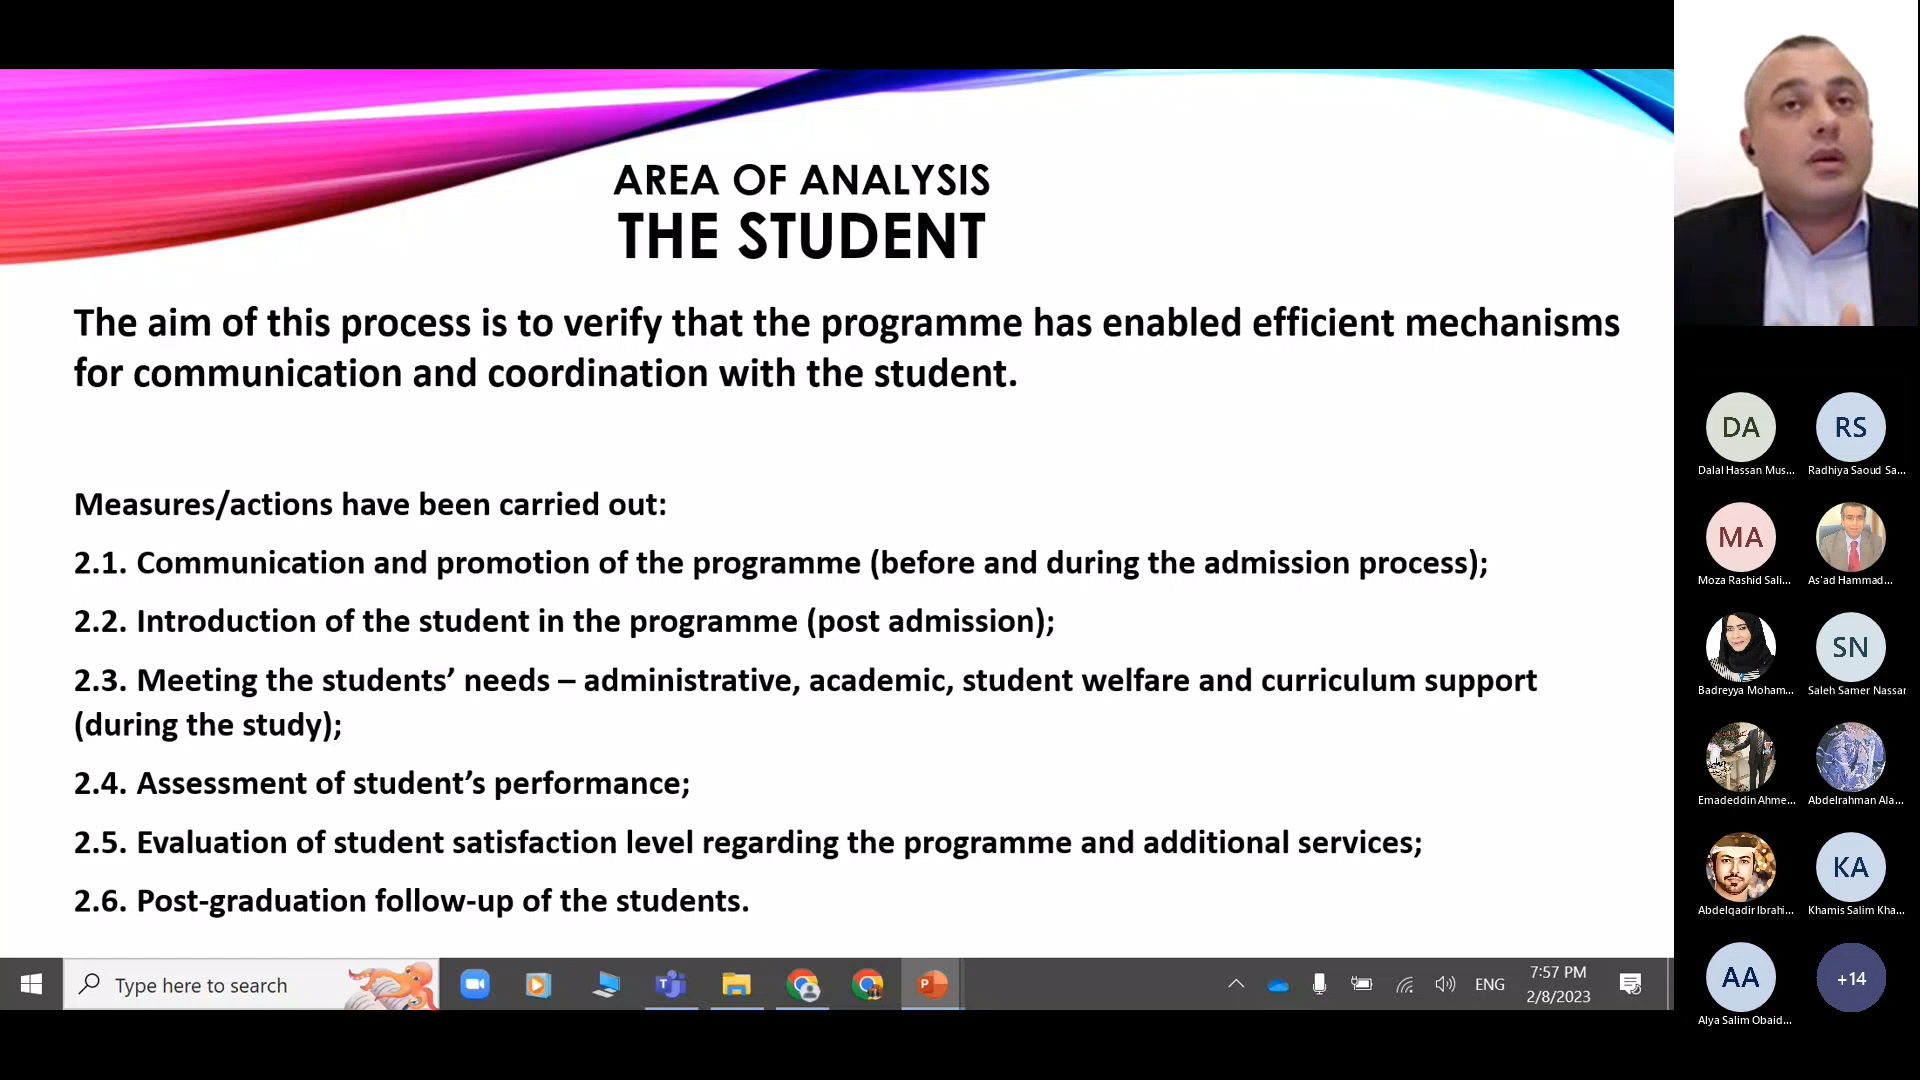 AREA OF ANALYSIS
THE STUDENT
The aim of this process is to verify that the programme has enabled efficient mechanisms
for communication and coordination with the student.
Measures/actions have been carried out:
2.1. Communication and promotion of the programme (before and during the admission process);
2.2. Introduction of the student in the programme (post admission);
2.3. Meeting the students’ needs – administrative, academic, student welfare and curriculum support
(during the study);
2.4. Assessment of student’s performance;
2.5. Evaluation of student satisfaction level regarding the programme and additional services;
2.6. Post-graduation follow-up of the students.
Type here to search
ENG
7:57 PM
2/8/2023
DA
RS
Dalal Hassan Mus...
Radhiya Saoud Sa...
MA
Moza Rashid Sali...
As'ad Hammad...
SN
Badreyya Moham...
Saleh Samer Nassar
Emadeddin Ahme...
Abdelrahman Ala...
KA
Abdelqadir Ibrahi...
Khamis Salim Kha...
AA
+14
Alya Salim Obaid...